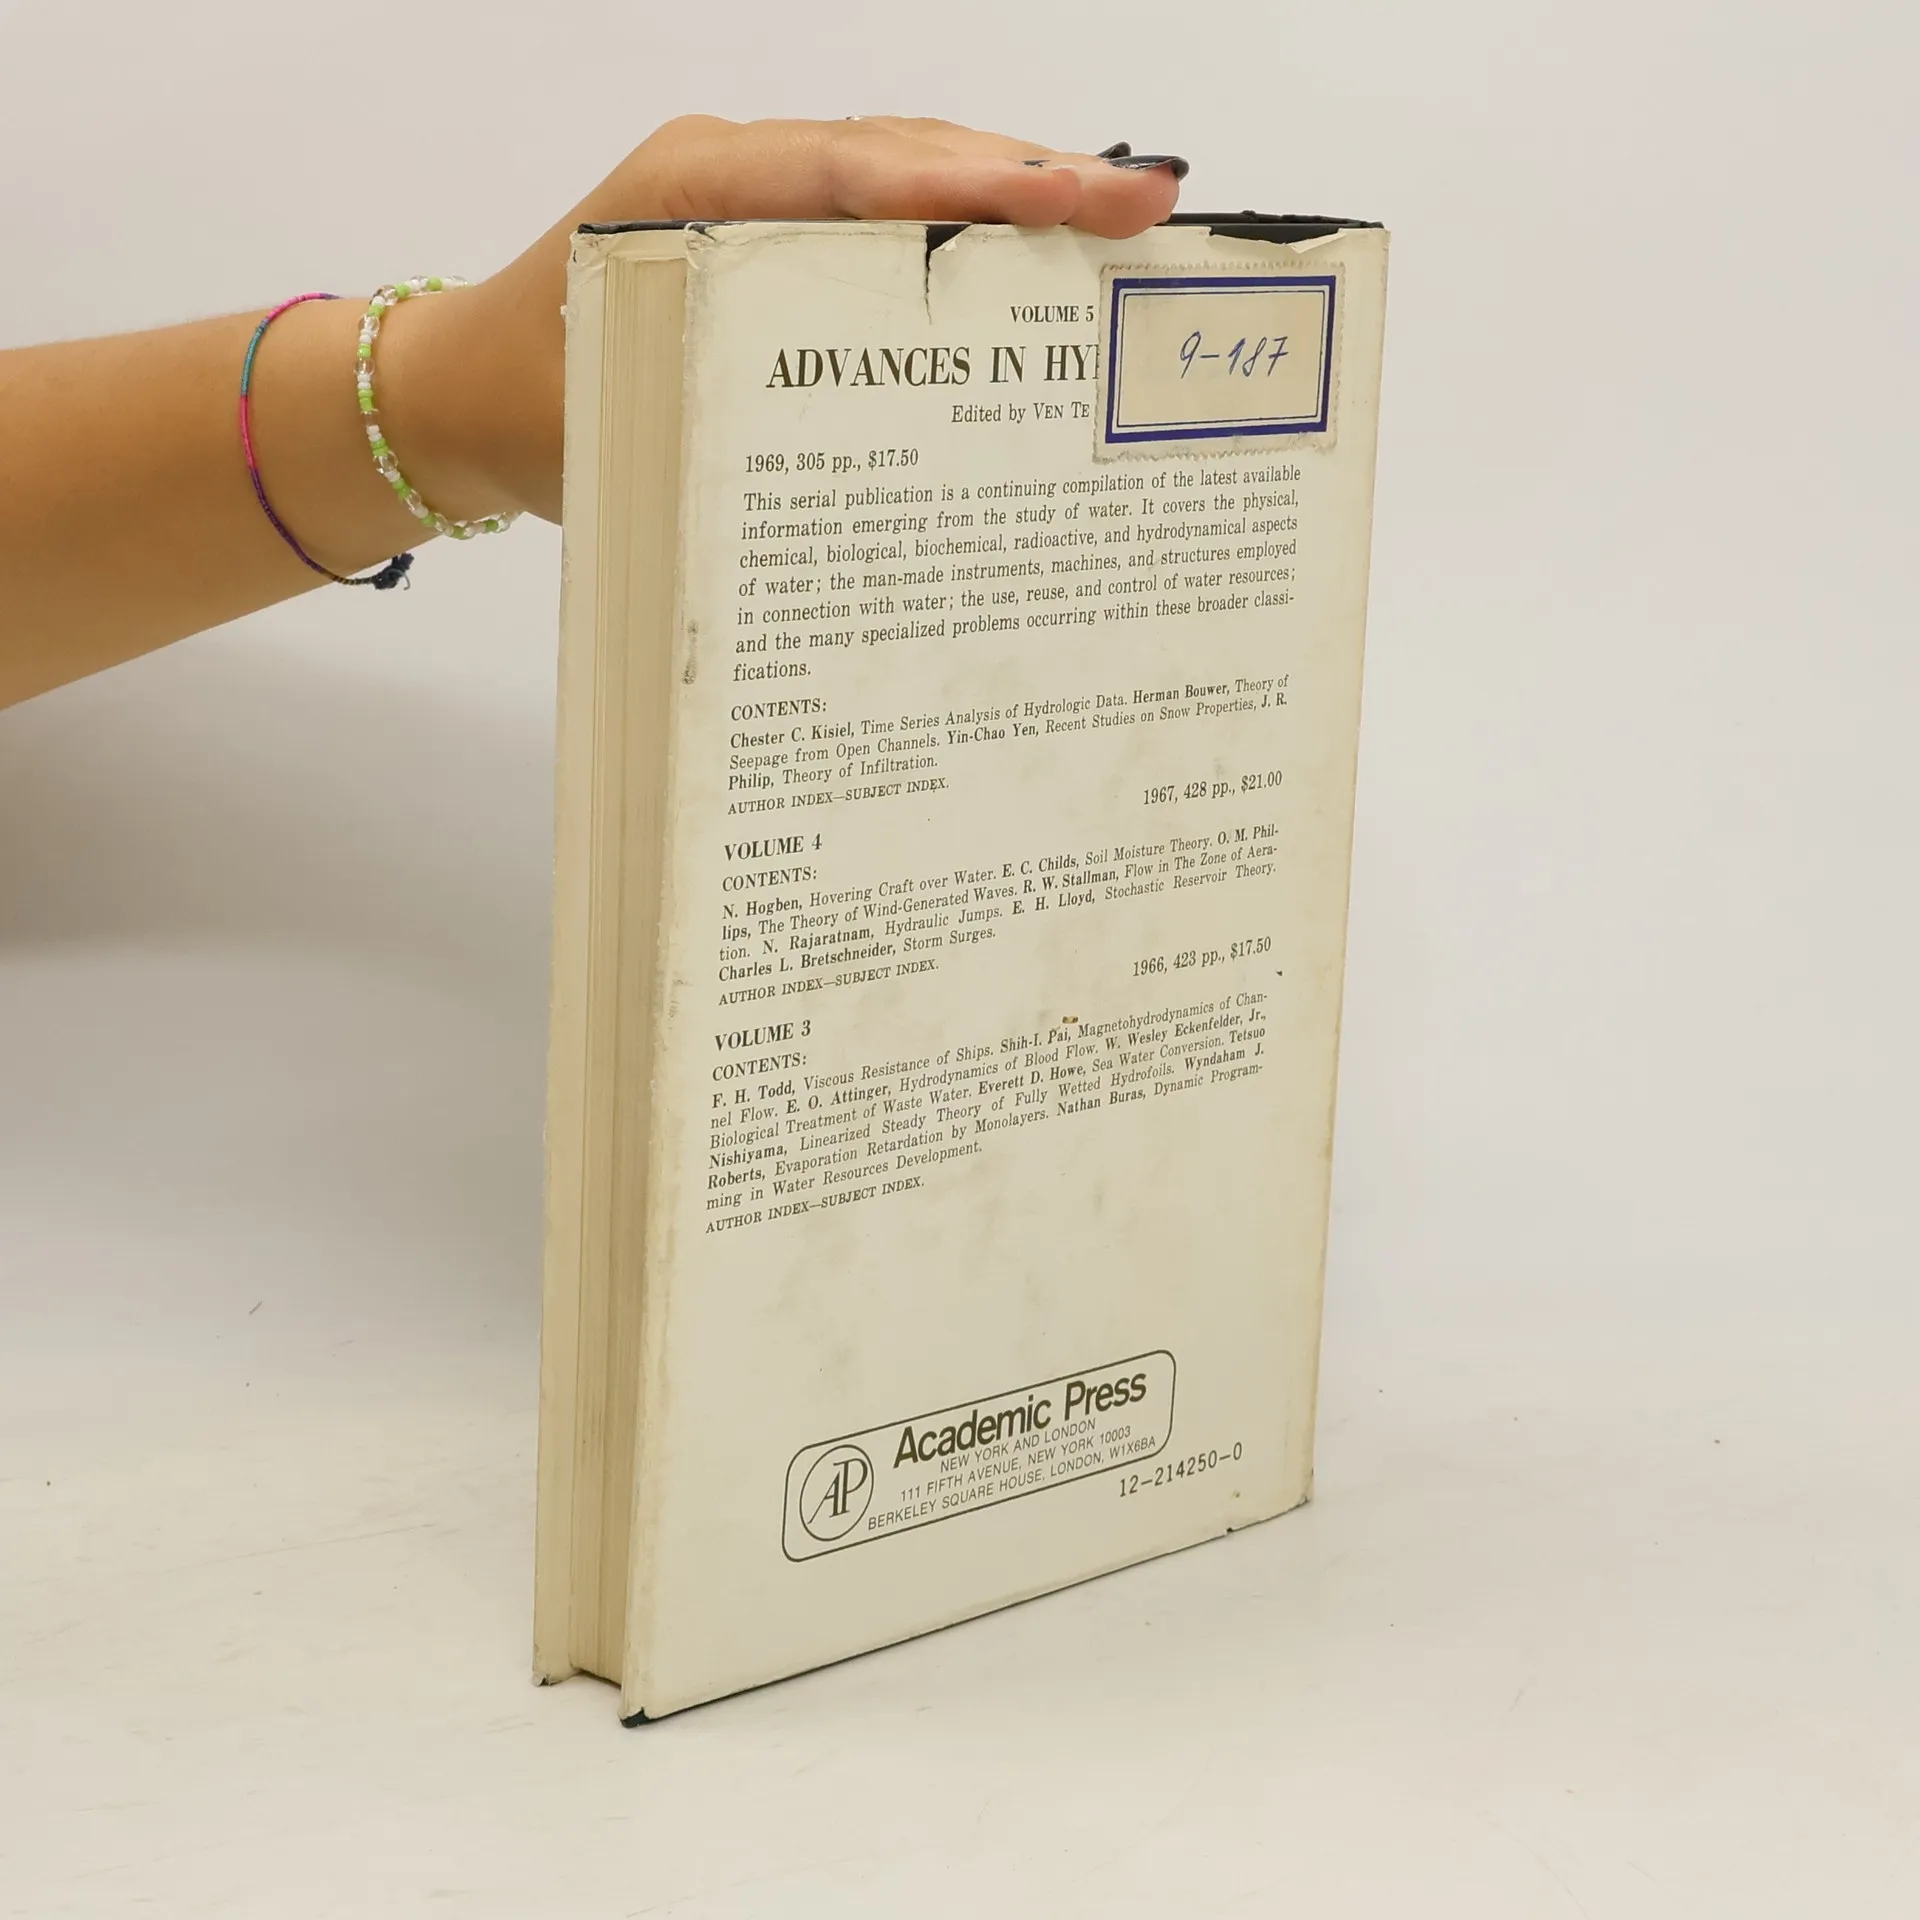 VOLUME 5
ADVANCES IN HY
9-187
Edited by VEN TE
1969, 305 pp., $17.50
This serial publication is a continuing compilation of the latest available
information emerging from the study of water. It covers the physical,
chemical, biological, biochemical, radioactive, and hydrodynamical aspects
of water; the man-made instruments, machines, and structures employed
in connection with water; the use, reuse, and control of water resources;
and the many specialized problems occurring within these broader classi-
fications.
CONTENTS:
Chester C. Kisiel, Time Series Analysis of Hydrologic Data. Herman Bouwer, Theory of
Seepage from Open Channels. Yin-Chao Yen, Recent Studies on Snow Properties, J. R.
Philip, Theory of Infiltration.
AUTHOR INDEX—SUBJECT INDEX.
1967, 428 pp., $21.00
VOLUME 4
CONTENTS:
N. Hogben, Hovering Craft over Water. E. C. Childs, Soil Moisture Theory. O. M. Phil-
lips, The Theory of Wind-Generated Waves. R. W. Stallman, Flow in The Zone of Aera-
tion. N. Rajaratnam, Hydraulic Jumps. E. H. Lloyd, Stochastic Reservoir Theory.
Charles L. Bretschneider, Storm Surges.
AUTHOR INDEX—SUBJECT INDEX.
1966, 423 pp., $17.50
VOLUME 3
CONTENTS:
F. H. Todd, Viscous Resistance of Ships. Shih-I. Pai, Magnetohydrodynamics of Chan-
nel Flow. E. O. Attinger, Hydrodynamics of Blood Flow. W. Wesley Eckenfelder, Jr.,
Biological Treatment of Waste Water. Everett D. Howe, Sea Water Conversion. Tetsuo
Nishiyama, Linearized Steady Theory of Fully Wetted Hydrofoils. Wyndaham J.
Roberts, Evaporation Retardation by Monolayers. Nathan Buras, Dynamic Program-
ming in Water Resources Development.
AUTHOR INDEX—SUBJECT INDEX.
AP
Academic Press
NEW YORK AND LONDON
111 FIFTH AVENUE, NEW YORK 10003
BERKELEY SQUARE HOUSE, LONDON, W1X6BA
12-214250-0